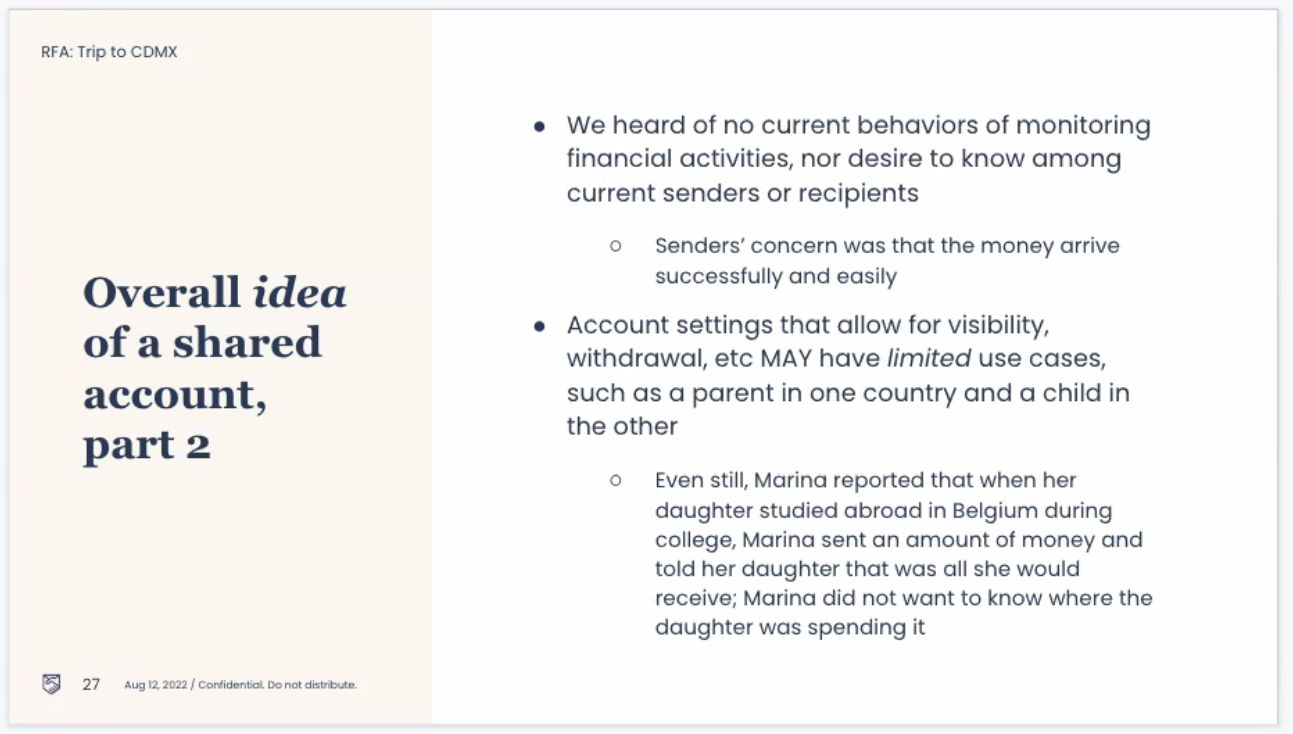 RFA: Trip to CDMX
Overall idea
of a shared
account,
part 2
● We heard of no current behaviors of monitoring
financial activities, nor desire to know among
current senders or recipients
○ Senders’ concern was that the money arrive
successfully and easily
● Account settings that allow for visibility,
withdrawal, etc MAY have limited use cases,
such as a parent in one country and a child in
the other
○ Even still, Marina reported that when her
daughter studied abroad in Belgium during
college, Marina sent an amount of money and
told her daughter that was all she would
receive; Marina did not want to know where the
daughter was spending it
27 Aug 12, 2022 / Confidential. Do not distribute.